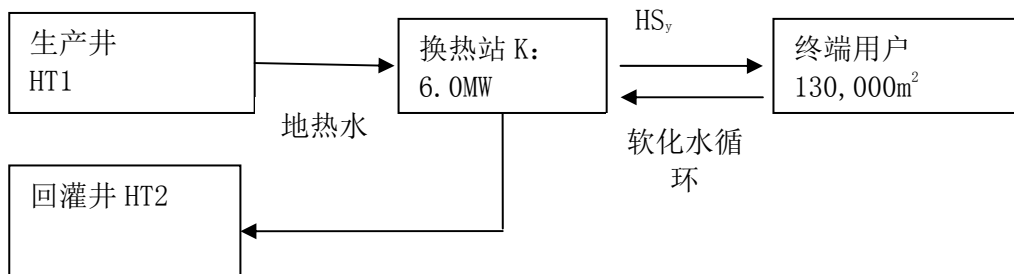 生产井
HT1
地热水
换热站 K:
6.0MW
HSy
终端用户
130,000m²
软化水循
环
回灌井 HT2